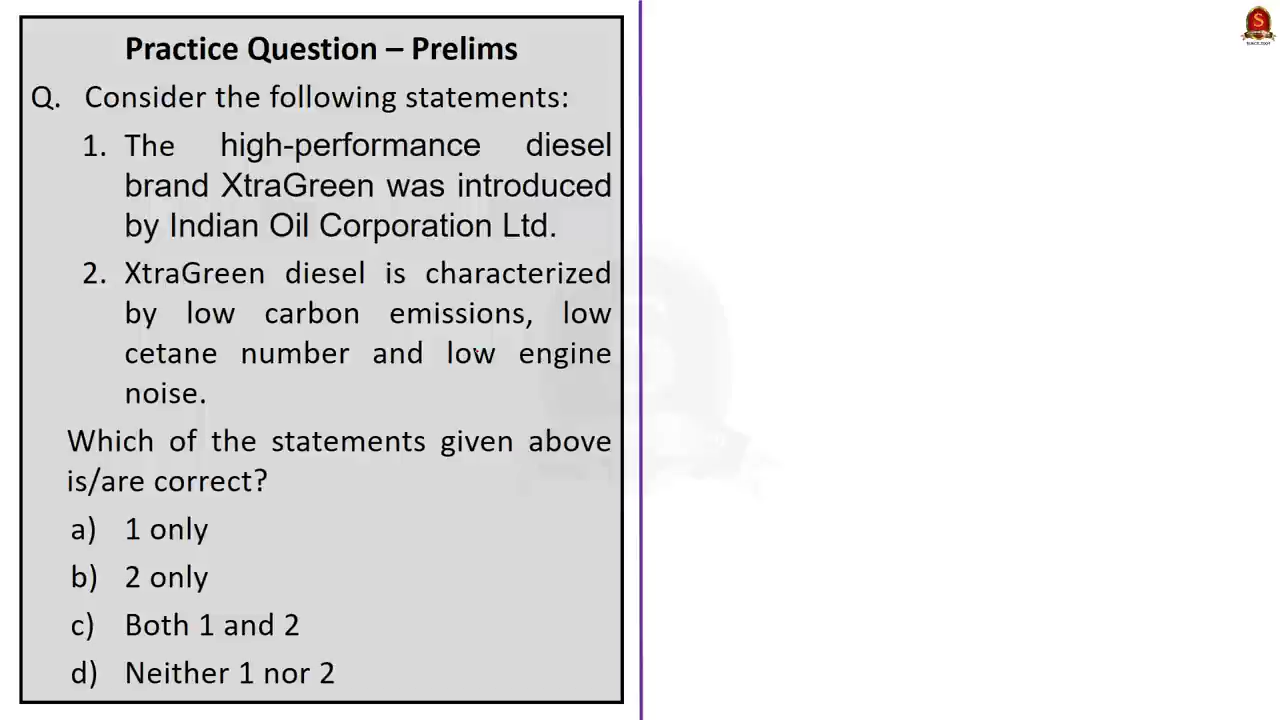 Practice Question – Prelims
Q. Consider the following statements:
1. The high-performance diesel
brand XtraGreen was introduced
by Indian Oil Corporation Ltd.
2. XtraGreen diesel is characterized
by low carbon emissions, low
cetane number and low engine
noise.
Which of the statements given above
is/are correct?
a) 1 only
b) 2 only
c) Both 1 and 2
d) Neither 1 nor 2
S